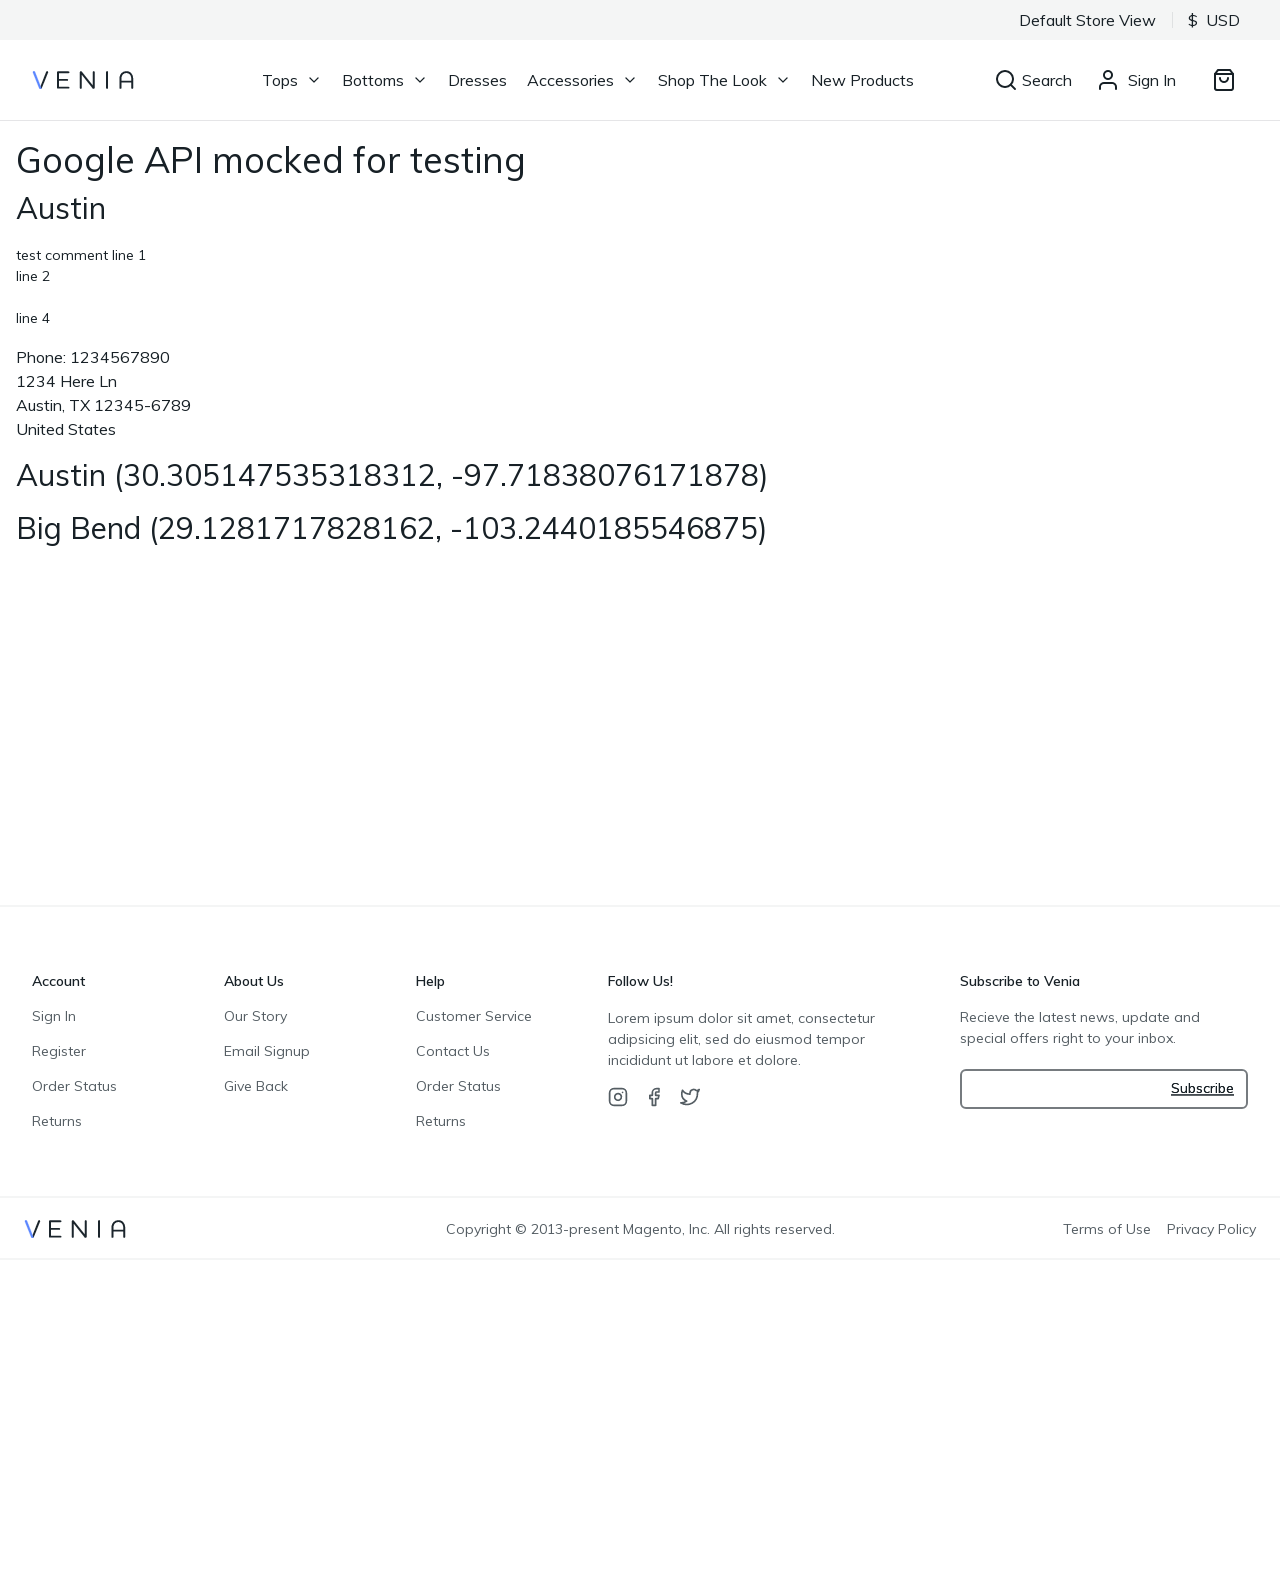 Default Store View
$ USD
VENIA
Tops
Bottoms
Dresses
Accessories
Shop The Look
New Products
Search
Sign In
Google API mocked for testing
Austin
test comment line 1
line 2
line 4
Phone: 1234567890
1234 Here Ln
Austin, TX 12345-6789
United States
Austin (30.305147535318312, -97.71838076171878)
Big Bend (29.1281717828162, -103.2440185546875)
Account
Sign In
Register
Order Status
Returns
About Us
Our Story
Email Signup
Give Back
Help
Customer Service
Contact Us
Order Status
Returns
Follow Us!
Lorem ipsum dolor sit amet, consectetur
adipsicing elit, sed do eiusmod tempor
incididunt ut labore et dolore.
Subscribe to Venia
Recieve the latest news, update and
special offers right to your inbox.
Subscribe
VENIA
Copyright © 2013-present Magento, Inc. All rights reserved.
Terms of Use
Privacy Policy